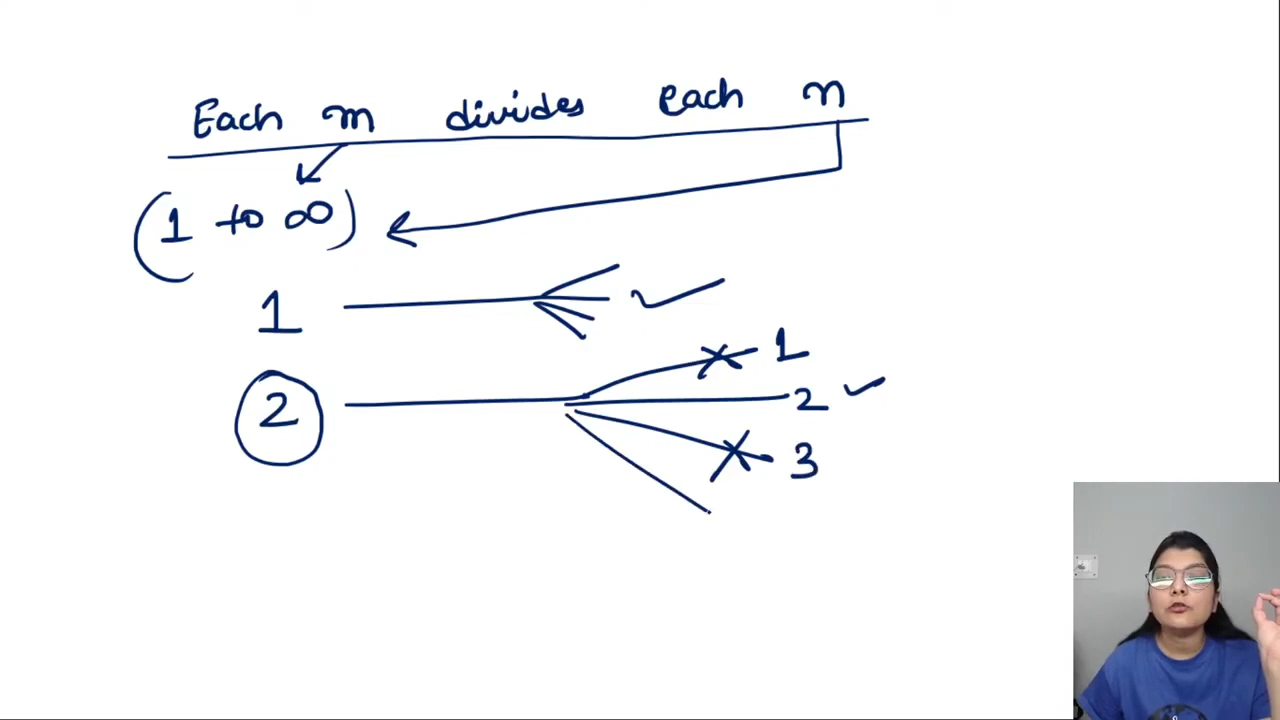 Each m divides each n
(1 to ∞)
1
1
2 2
3